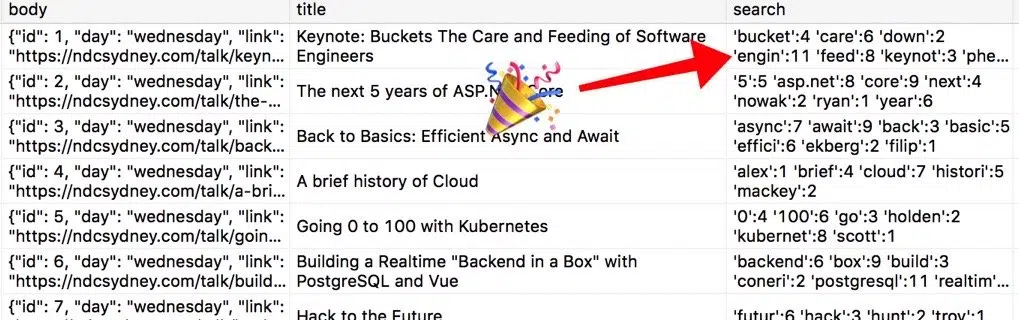 body title search
{"id": 1, "day": "wednesday", "link": Keynote: Buckets The Care and Feeding of Software 'bucket':4 'care':6 'down':2
"https://ndcsydney.com/talk/keyn... Engineers 'engin':11 'feed':8 'keynot':3 'phe...
{"id": 2, "day": "wednesday", "link": The next 5 years of ASP.N Core '5':5 'asp.net':8 'core':9 'next':4
"https://ndcsydney.com/talk/the-... 'nowak':2 'ryan':1 'year':6
{"id": 3, "day": "wednesday", "link": Back to Basics: Efficient Async and Await 'async':7 'await':9 'back':3 'basic':5
"https://ndcsydney.com/talk/back... 'effici':6 'ekberg':2 'filip':1
{"id": 4, "day": "wednesday", "link": A brief history of Cloud 'alex':1 'brief':4 'cloud':7 'histori':5
"https://ndcsydney.com/talk/a-bri... 'mackey':2
{"id": 5, "day": "wednesday", "link": Going 0 to 100 with Kubernetes '0':4 '100':6 'go':3 'holden':2
"https://ndcsydney.com/talk/goin... 'kubernet':8 'scott':1
{"id": 6, "day": "wednesday", "link": Building a Realtime "Backend in a Box" with 'backend':6 'box':9 'build':3
"https://ndcsydney.com/talk/build... PostgreSQL and Vue 'coneri':2 'postgresql':11 'realtim'...
{"id": 7, "day": "wednesday", "link": Hack to the Future 'futur':6 'hack':3 'hunt':2 'troy':1